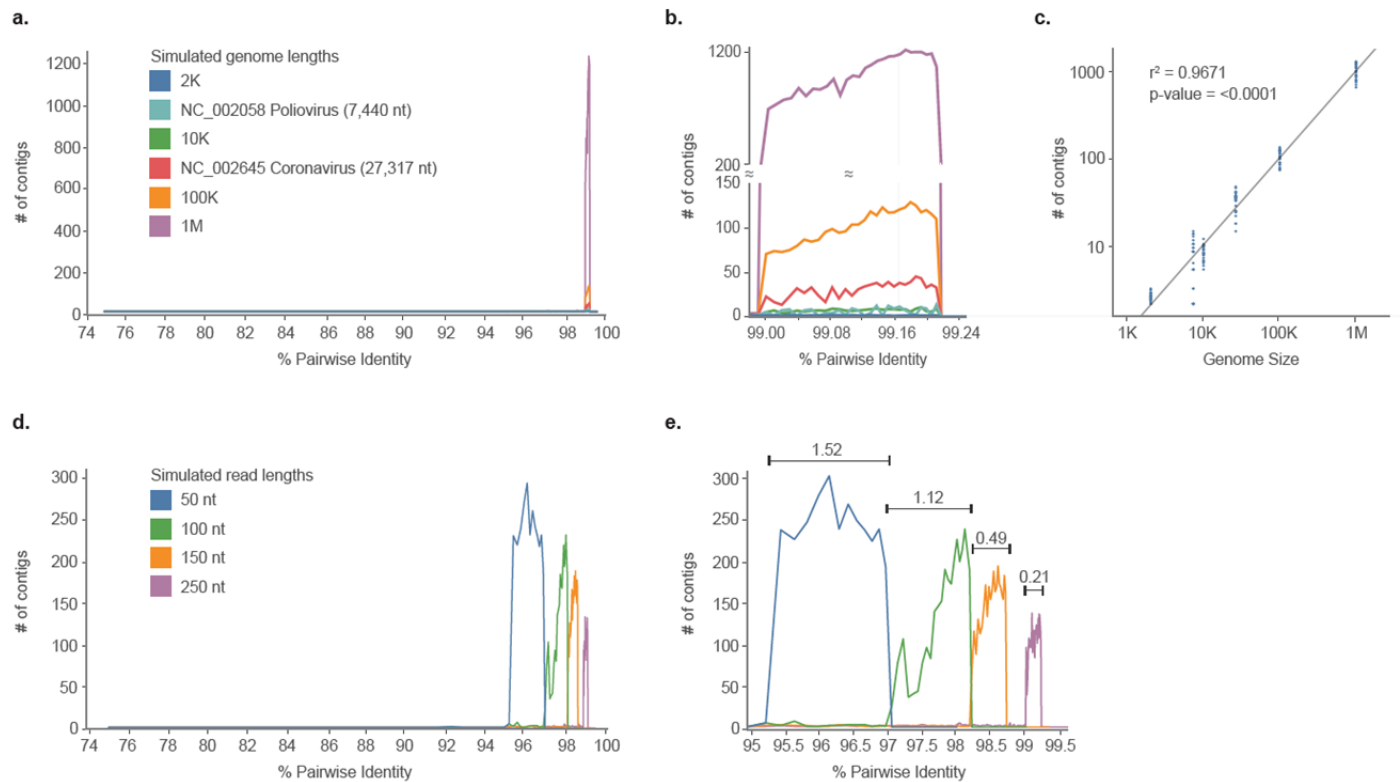 a.
Simulated genome lengths
2K
NC_002058 Poliovirus (7,440 nt)
10K
NC_002645 Coronavirus (27,317 nt)
100K
1M
# of contigs
1200
1000
800
600
400
200
0
74 76 78 80 82 84 86 88 90 92 94 96 98 100
% Pairwise Identity
b.
# of contigs
1200
200
≈ ≈
150
100
50
0
99.00 99.08 99.16 99.24
% Pairwise Identity
c.
r² = 0.9671
p-value = <0.0001
# of contigs
1000
100
10
1K 10K 100K 1M
Genome Size
d.
Simulated read lengths
50 nt
100 nt
150 nt
250 nt
# of contigs
300
250
200
150
100
50
0
74 76 78 80 82 84 86 88 90 92 94 96 98 100
% Pairwise Identity
e.
1.52
1.12
0.49
0.21
# of contigs
300
250
200
150
100
50
0
95 95.5 96 96.5 97 97.5 98 98.5 99 99.5
% Pairwise Identity